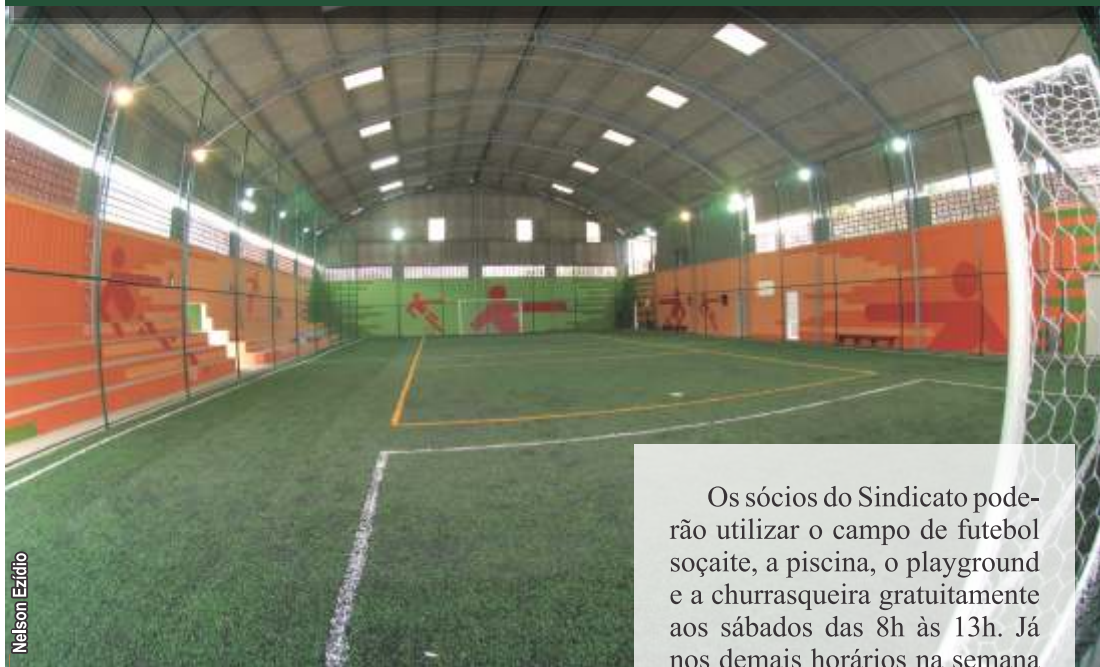 Os sócios do Sindicato pode-
rão utilizar o campo de futebol
soçaite, a piscina, o playground
e a churrasqueira gratuitamente
aos sábados das 8h às 13h. Já
nos demais horários na semana
Nelson Ezídio